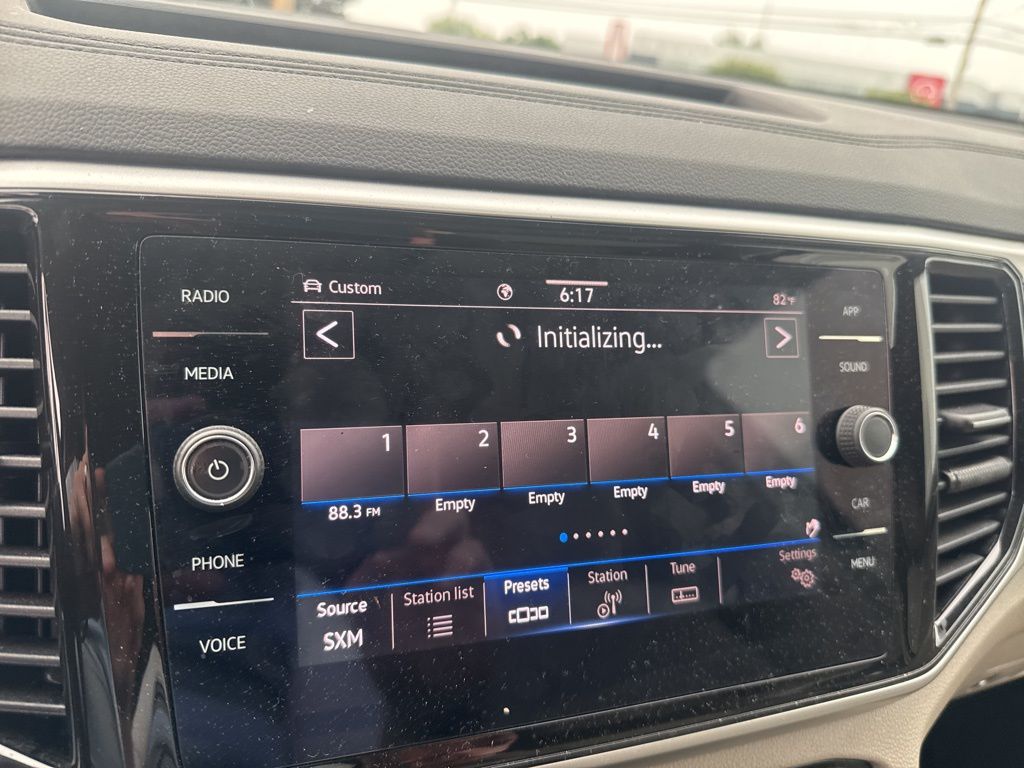 RADIO
MEDIA
PHONE
VOICE
Custom
6:17
82°F
< Initializing... >
1 2 3 4 5 6
88.3 FM Empty Empty Empty Empty Empty
Source SXM
Station list
Presets
Station
Tune
Settings
APP
SOUND
CAR
MENU